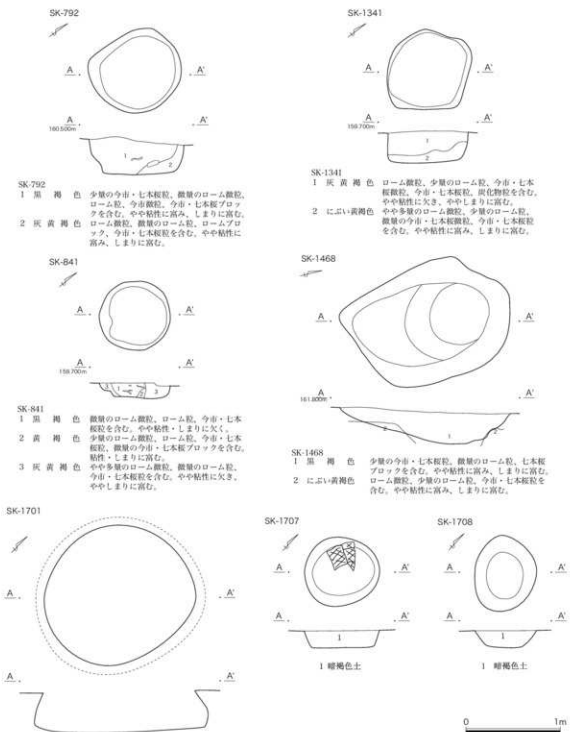 SK-792
A
A'
A
A'
160.500m
1
2
SK-792
1 黒褐色 少量の今市・七本桜粒、微量のローム微粒、
ローム粒、今市微粒、今市・七本桜ブロッ
クを含む。やや粘性に富み、しまりに富む。
2 灰黄褐色 ローム微粒、微量のローム粒、ロームブロ
ック、今市・七本桜粒を含む。やや粘性に
富み、しまりに富む。
SK-1341
A
A'
A
A'
159.700m
1
2
SK-1341
1 灰黄褐色 ローム微粒、少量のローム粒、今市・七本
桜微粒、今市・七本桜粒、炭化物粒を含む。
やや粘性に欠き、ややしまりに富む。
2 にぶい黄褐色 やや多量のローム微粒、少量のローム粒、
微量の今市・七本桜微粒、今市・七本桜粒
を含む。やや粘性に富み、しまりに富む。
SK-841
A
A'
A
A'
159.700m
1
3
SK-841
1 黒褐色 微量のローム微粒、ローム粒、今市・七本
桜粒を含む。やや粘性・しまりに欠く。
2 黄褐色 少量のローム微粒、ローム粒、今市・七本
桜粒、微量の今市・七本桜ブロックを含む。
粘性・しまりに富む。
3 灰黄褐色 やや多量のローム微粒、微量のローム粒、
今市・七本桜粒を含む。やや粘性に欠き、
ややしまりに富む。
SK-1468
A
A'
A
A'
161.800m
2
1
2
SK-1468
1 黒褐色 少量の今市・七本桜粒、微量のローム粒、七本桜
ブロックを含む。やや粘性に富み、しまりに富む。
2 にぶい黄褐色 ローム微粒、少量のローム粒、今市・七本桜粒を
含む。やや粘性に富み、しまりに富む。
SK-1701
A
A'
A
A'
SK-1707
A
A'
A
A'
1
1 暗褐色土
SK-1708
A
A'
A
A'
1
1 暗褐色土
0 1m